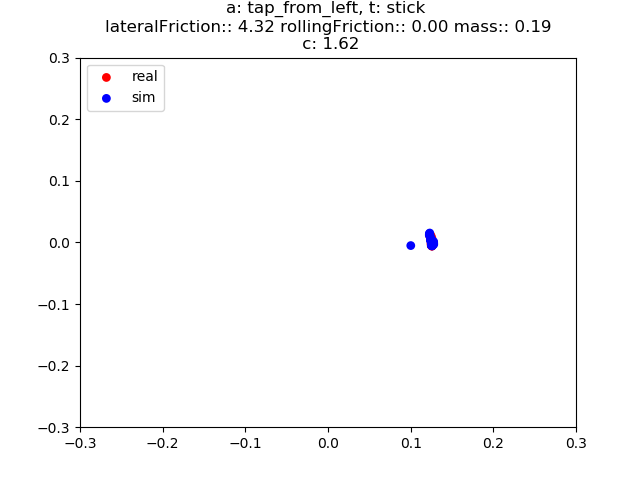 a: tap_from_left, t: stick
lateralFriction:: 4.32 rollingFriction:: 0.00 mass:: 0.19
c: 1.62
real
sim
0.3
0.2
0.1
0.0
−0.1
−0.2
−0.3
−0.3 −0.2 −0.1 0.0 0.1 0.2 0.3